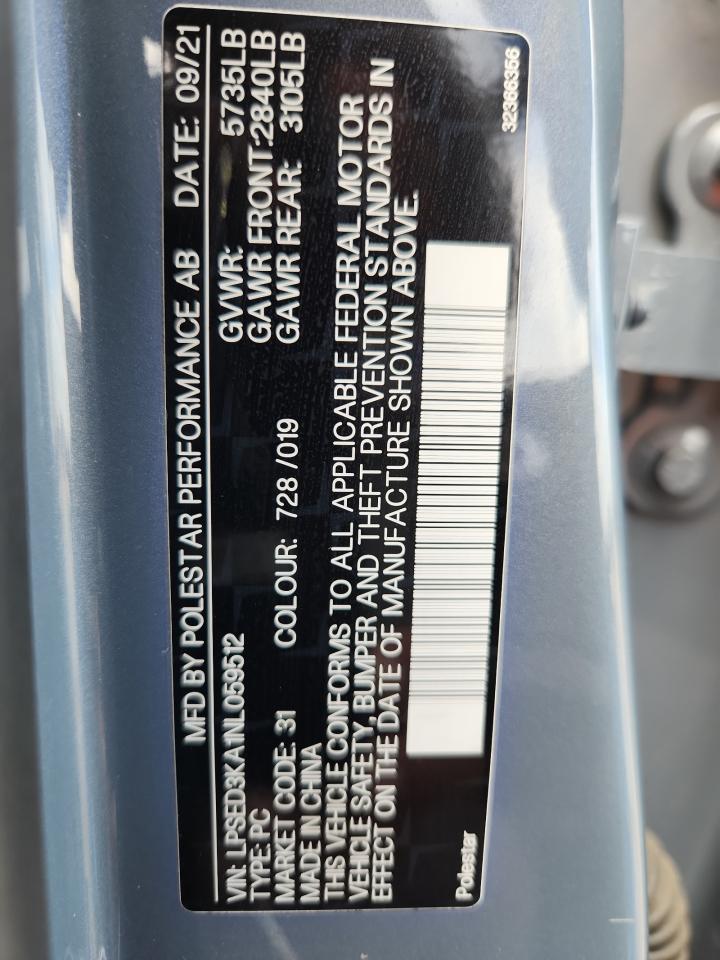 MFD BY POLESTAR PERFORMANCE AB DATE: 09/21
VIN: LPSED3KA1NL059512 GVWR: 5735LB
TYPE: PC GAWR FRONT:2840LB
MARKET CODE: 31 COLOUR: 728 /019 GAWR REAR: 3105LB
MADE IN CHINA
THIS VEHICLE CONFORMS TO ALL APPLICABLE FEDERAL MOTOR
VEHICLE SAFETY, BUMPER AND THEFT PREVENTION STANDARDS IN
EFFECT ON THE DATE OF MANUFACTURE SHOWN ABOVE.
Polestar 32366356